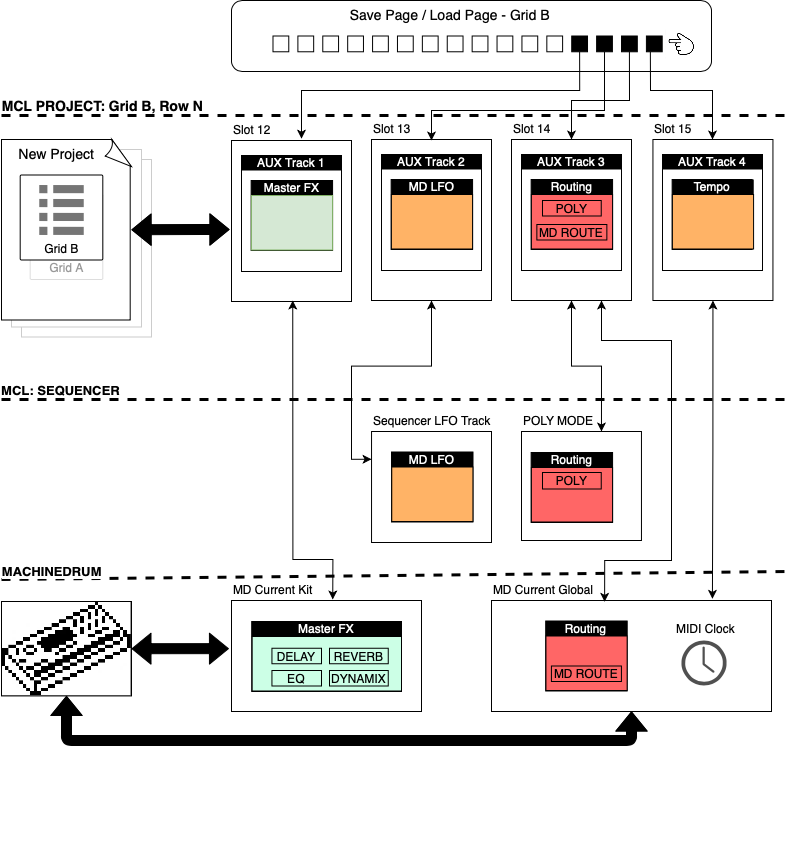 Save Page / Load Page - Grid B
MCL PROJECT: Grid B, Row N
Slot 12
Slot 13
Slot 14
Slot 15
New Project
Grid B
Grid A
AUX Track 1
Master FX
AUX Track 2
MD LFO
AUX Track 3
Routing
POLY
MD ROUTE
AUX Track 4
Tempo
MCL: SEQUENCER
Sequencer LFO Track
MD LFO
POLY MODE
Routing
POLY
MACHINEDRUM
MD Current Kit
Master FX
DELAY
REVERB
EQ
DYNAMIX
MD Current Global
Routing
MD ROUTE
MIDI Clock